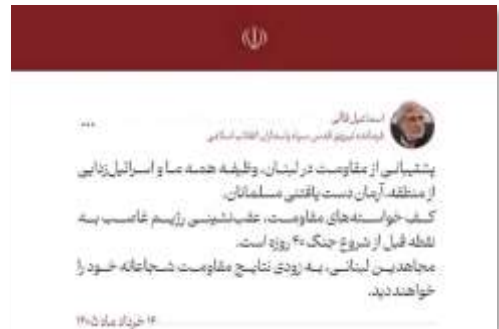 اسماعیل قاآنی
فرمانده نیروی قدس سپاه پاسداران انقلاب اسلامی
پشتیبانی از مقاومت در لبنان، وظیفه همه ما و اسرائیل‌زدایی
از منطقه، آرمان دست یافتنی مسلمانان.
کف خواسته‌های مقاومت، عقب‌نشینی رژیم غاصب به
نقطه قبل از شروع جنگ ۴۰ روزه است.
مجاهدین لبنانی، به زودی نتایج مقاومت شجاعانه خود را
خواهند دید.
۱۴ خرداد ماه ۱۴۰۵